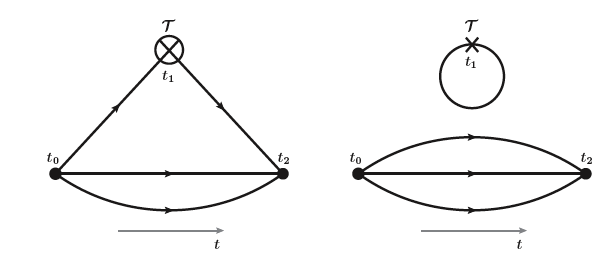 𝒯 𝒯
t₁ t₁
t₀ t₂ t₀ t₂
t t